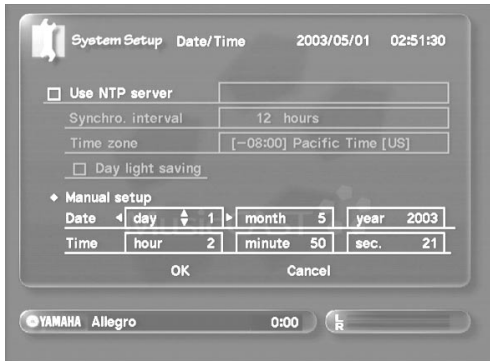 System Setup Date/Time 2003/05/01 02:51:30
Use NTP server
Synchro. interval 12 hours
Time zone [−08:00] Pacific Time [US]
Day light saving
Manual setup
Date day 1 month 5 year 2003
Time hour 2 minute 50 sec. 21
OK Cancel
YAMAHA Allegro 0:00 L
R